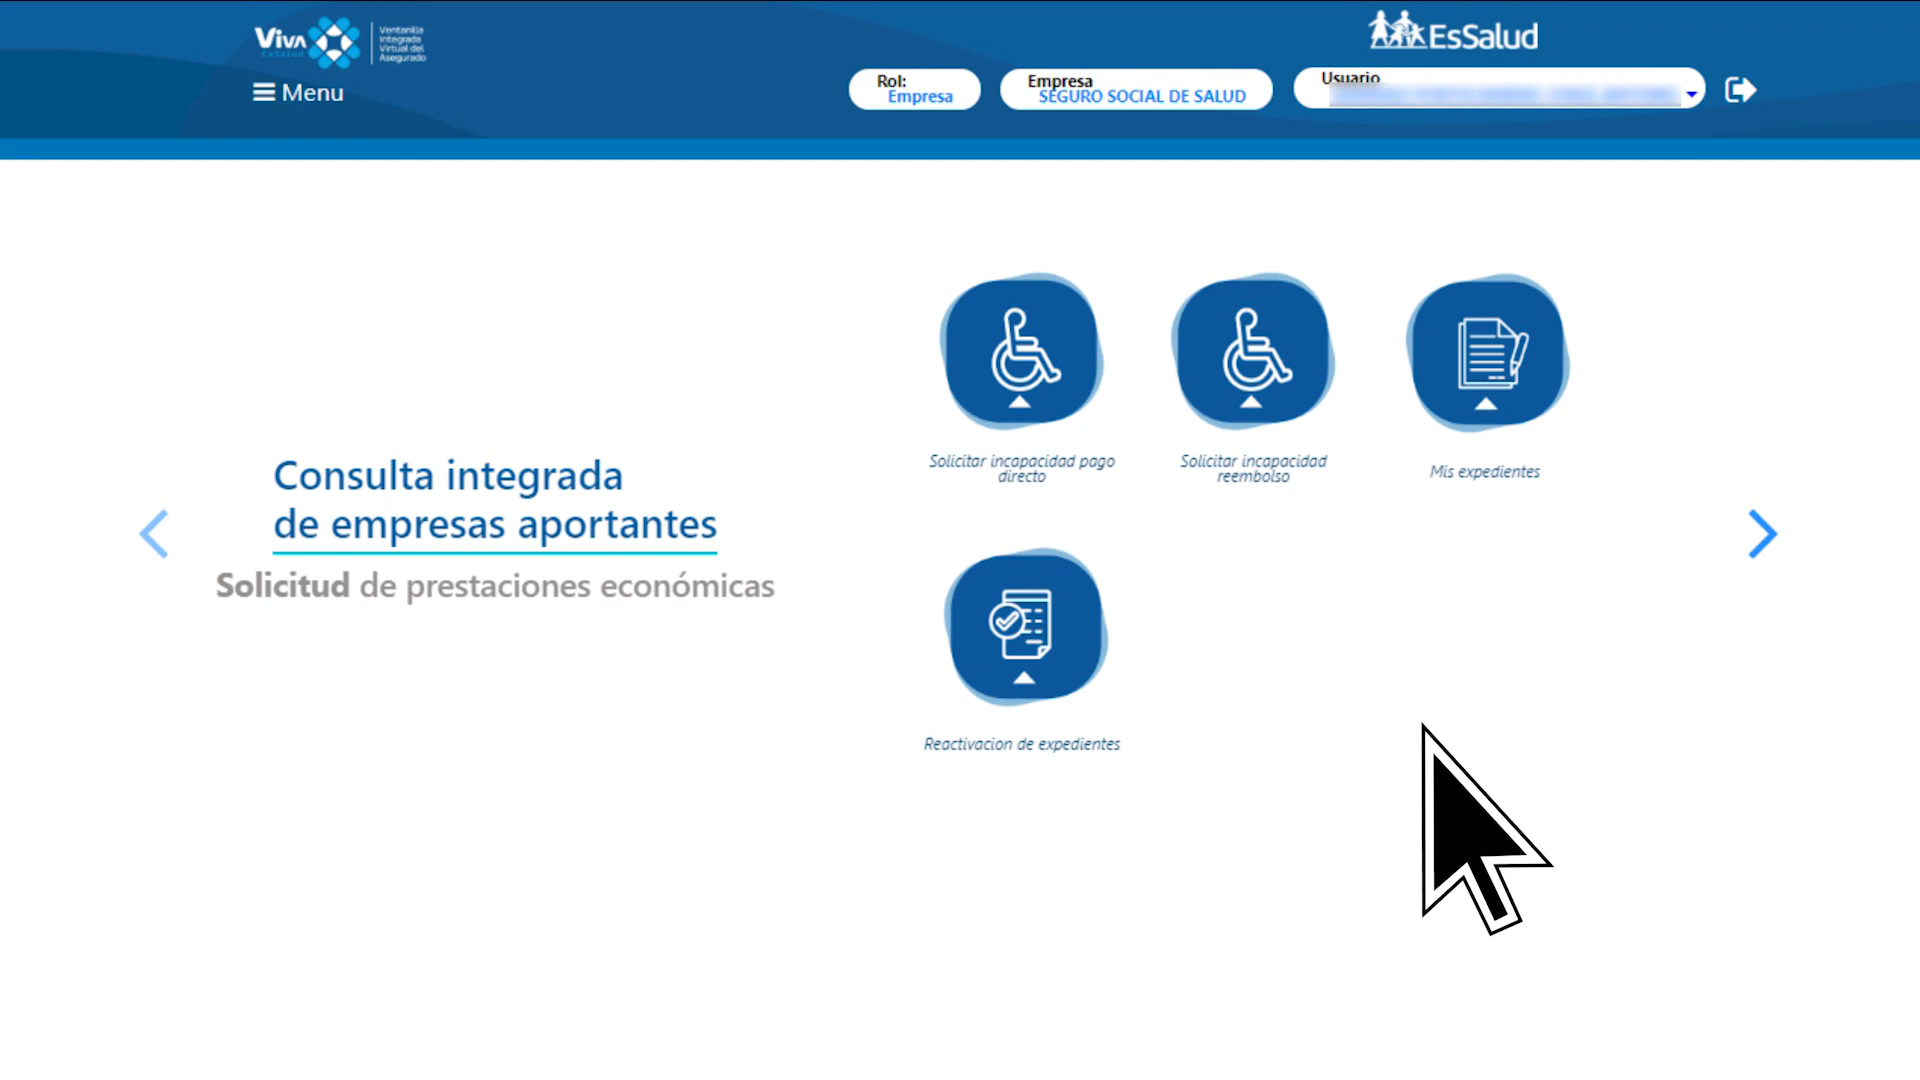 Viva
EsSalud
Ventanilla
Integrada
Virtual del
Asegurado
EsSalud
Menu
Rol:
Empresa
Empresa
SEGURO SOCIAL DE SALUD
Usuario
Solicitar incapacidad pago
directo
Solicitar incapacidad
reembolso
Mis expedientes
Consulta integrada
de empresas aportantes
Solicitud de prestaciones económicas
Reactivacion de expedientes